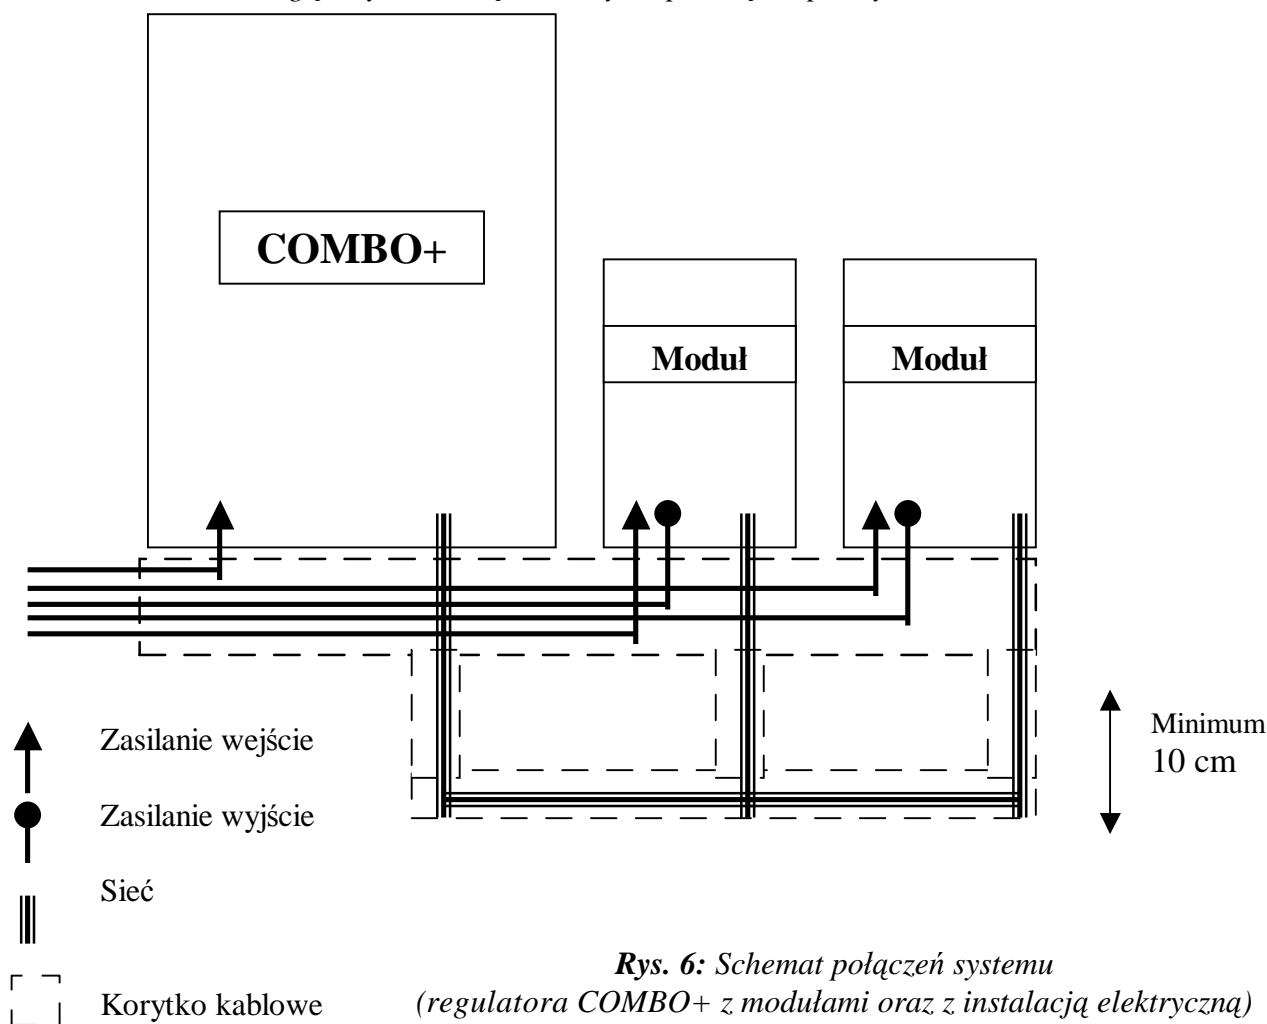 COMBO+
Moduł
Moduł
Zasilanie wejście
Minimum
10 cm
Zasilanie wyjście
Sieć
Rys. 6: Schemat połączeń systemu
Korytko kablowe
(regulatora COMBO+ z modułami oraz z instalacją elektryczną)